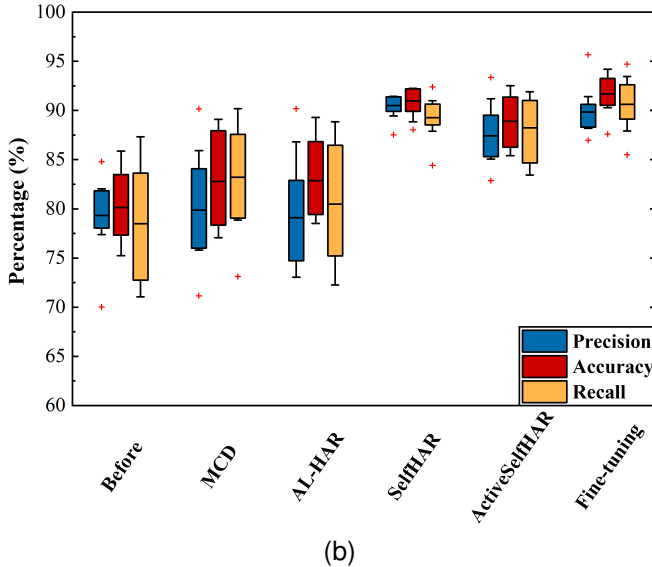 Percentage (%)
100
95
90
85
80
75
70
65
60
Precision
Accuracy
Recall
Before
MCD
AL-HAR
SelfHAR
ActiveSelfHAR
Fine-tuning
(b)